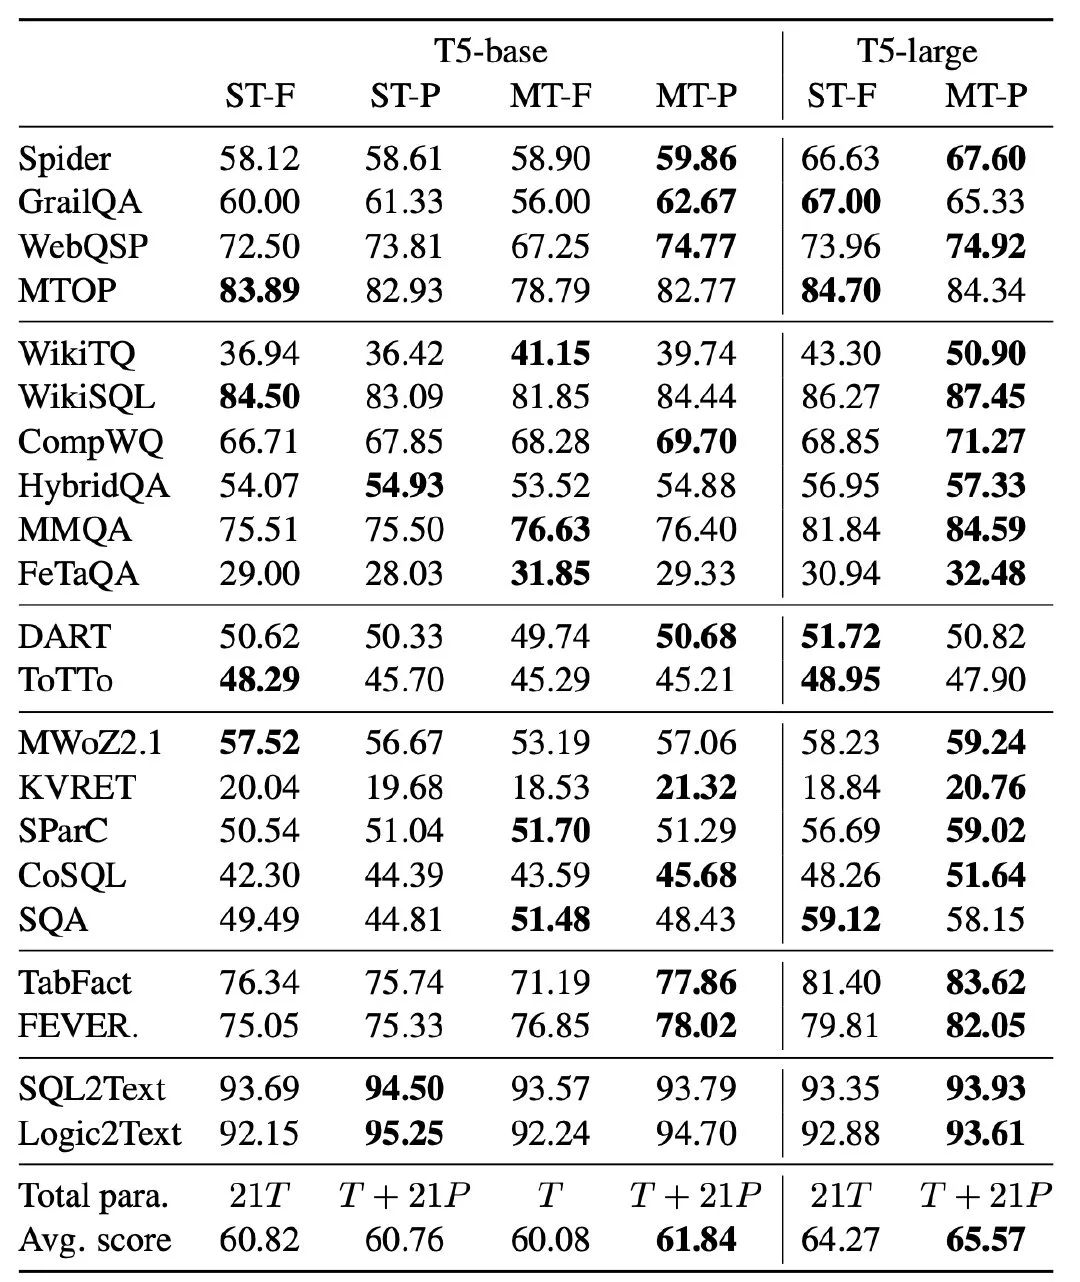 T5-base T5-large
ST-F ST-P MT-F MT-P ST-F MT-P
Spider 58.12 58.61 58.90 59.86 66.63 67.60
GrailQA 60.00 61.33 56.00 62.67 67.00 65.33
WebQSP 72.50 73.81 67.25 74.77 73.96 74.92
MTOP 83.89 82.93 78.79 82.77 84.70 84.34
WikiTQ 36.94 36.42 41.15 39.74 43.30 50.90
WikiSQL 84.50 83.09 81.85 84.44 86.27 87.45
CompWQ 66.71 67.85 68.28 69.70 68.85 71.27
HybridQA 54.07 54.93 53.52 54.88 56.95 57.33
MMQA 75.51 75.50 76.63 76.40 81.84 84.59
FeTaQA 29.00 28.03 31.85 29.33 30.94 32.48
DART 50.62 50.33 49.74 50.68 51.72 50.82
ToTTo 48.29 45.70 45.29 45.21 48.95 47.90
MWoZ2.1 57.52 56.67 53.19 57.06 58.23 59.24
KVRET 20.04 19.68 18.53 21.32 18.84 20.76
SParC 50.54 51.04 51.70 51.29 56.69 59.02
CoSQL 42.30 44.39 43.59 45.68 48.26 51.64
SQA 49.49 44.81 51.48 48.43 59.12 58.15
TabFact 76.34 75.74 71.19 77.86 81.40 83.62
FEVER. 75.05 75.33 76.85 78.02 79.81 82.05
SQL2Text 93.69 94.50 93.57 93.79 93.35 93.93
Logic2Text 92.15 95.25 92.24 94.70 92.88 93.61
Total para. 21T T + 21P T T + 21P 21T T + 21P
Avg. score 60.82 60.76 60.08 61.84 64.27 65.57